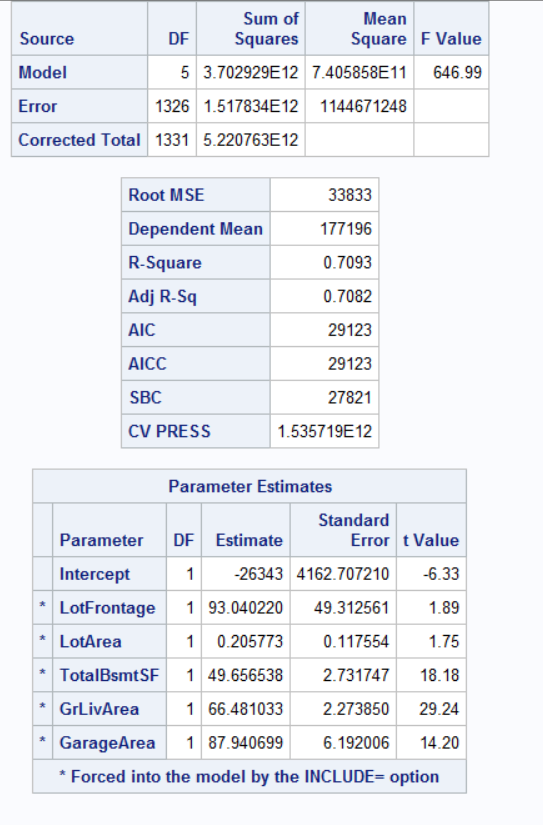 Source DF Sum of Squares Mean Square F Value
Model 5 3.702929E12 7.405858E11 646.99
Error 1326 1.517834E12 1144671248
Corrected Total 1331 5.220763E12
Root MSE 33833
Dependent Mean 177196
R-Square 0.7093
Adj R-Sq 0.7082
AIC 29123
AICC 29123
SBC 27821
CV PRESS 1.535719E12
Parameter Estimates
Parameter DF Estimate Standard Error t Value
Intercept 1 -26343 4162.707210 -6.33
* LotFrontage 1 93.040220 49.312561 1.89
* LotArea 1 0.205773 0.117554 1.75
* TotalBsmtSF 1 49.656538 2.731747 18.18
* GrLivArea 1 66.481033 2.273850 29.24
* GarageArea 1 87.940699 6.192006 14.20
* Forced into the model by the INCLUDE= option